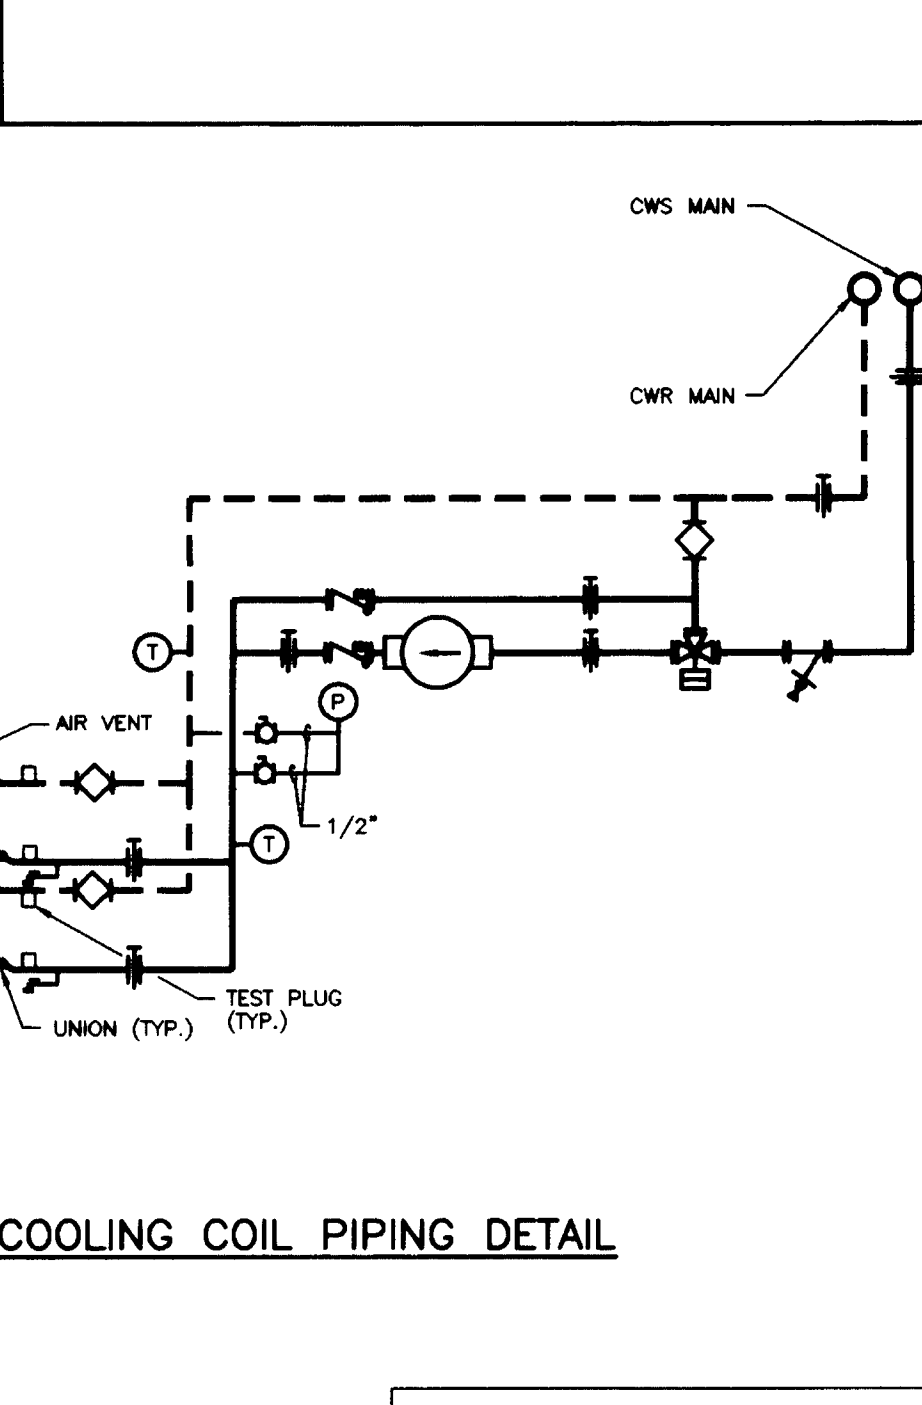 CWS MAIN
CWR MAIN
T
P
AIR VENT
1/2"
T
TEST PLUG
(TYP.)
UNION (TYP.)
COOLING COIL PIPING DETAIL